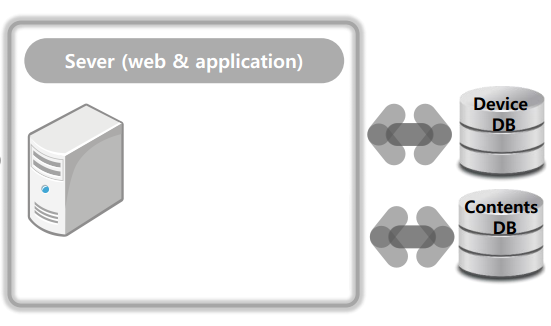 Sever (web & application)
Device
DB
Contents
DB